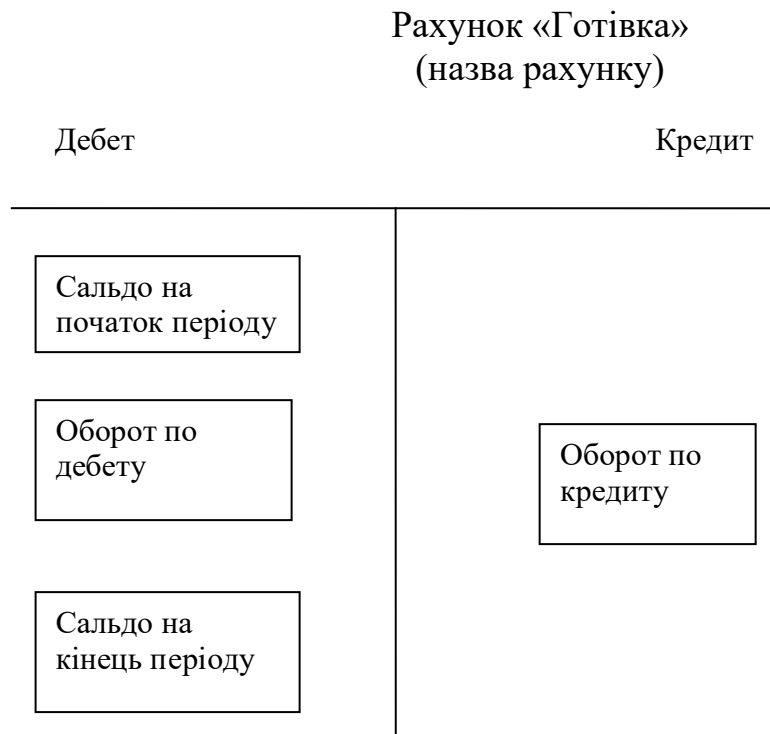 Рахунок «Готівка»
(назва рахунку)
Дебет
Кредит
Сальдо на
початок періоду
Оборот по
дебету
Оборот по
кредиту
Сальдо на
кінець періоду